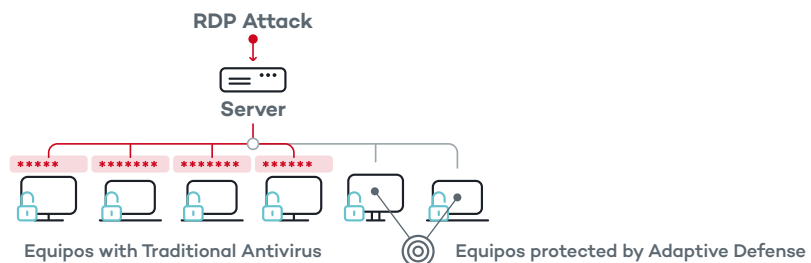 RDP Attack
Server
***** ******* ******* ******
Equipos with Traditional Antivirus
Equipos protected by Adaptive Defense